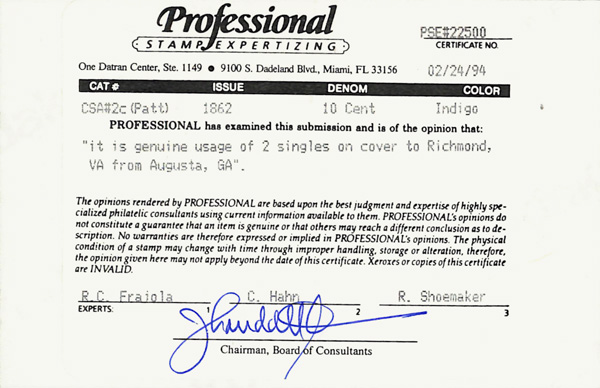 Professional
STAMP EXPERTIZING
PSE#22500
CERTIFICATE NO.
One Datran Center, Ste. 1149 ● 9100 S. Dadeland Blvd., Miami, FL 33156
02/24/94
CAT # ISSUE DENOM COLOR
CSA#2c(Patt) 1862 10 Cent Indigo
PROFESSIONAL has examined this submission and is of the opinion that:
"it is genuine usage of 2 singles on cover to Richmond,
VA from Augusta, GA".
The opinions rendered by PROFESSIONAL are based upon the best judgment and expertise of highly spe-
cialized philatelic consultants using current information available to them. PROFESSIONAL'S opinions do
not constitute a guarantee that an item is genuine or that others may reach a different conclusion as to de-
scription. No warranties are therefore expressed or implied in PROFESSIONAL'S opinions. The physical
condition of a stamp may change with time through improper handling, storage or alteration, therefore,
the opinion given here may not apply beyond the date of this certificate. Xeroxes or copies of this certificate
are INVALID.
R.C. Frajola C. Hahn R. Shoemaker
EXPERTS: 1 2 3
Chairman, Board of Consultants